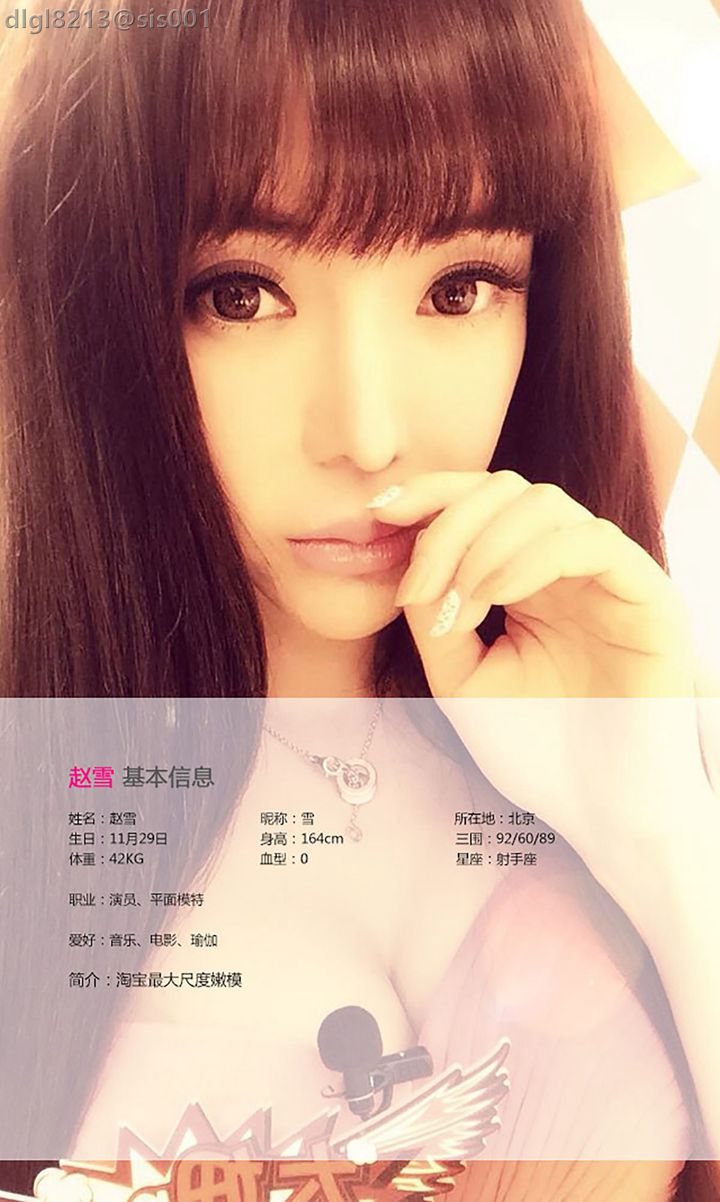 dlgl8213@sis001
赵雪 基本信息
姓名：赵雪 昵称：雪 所在地：北京
生日：11月29日 身高：164cm 三围：92/60/89
体重：42KG 血型：O 星座：射手座
职业：演员、平面模特
爱好：音乐、电影、瑜伽
简介：淘宝最大尺度嫩模